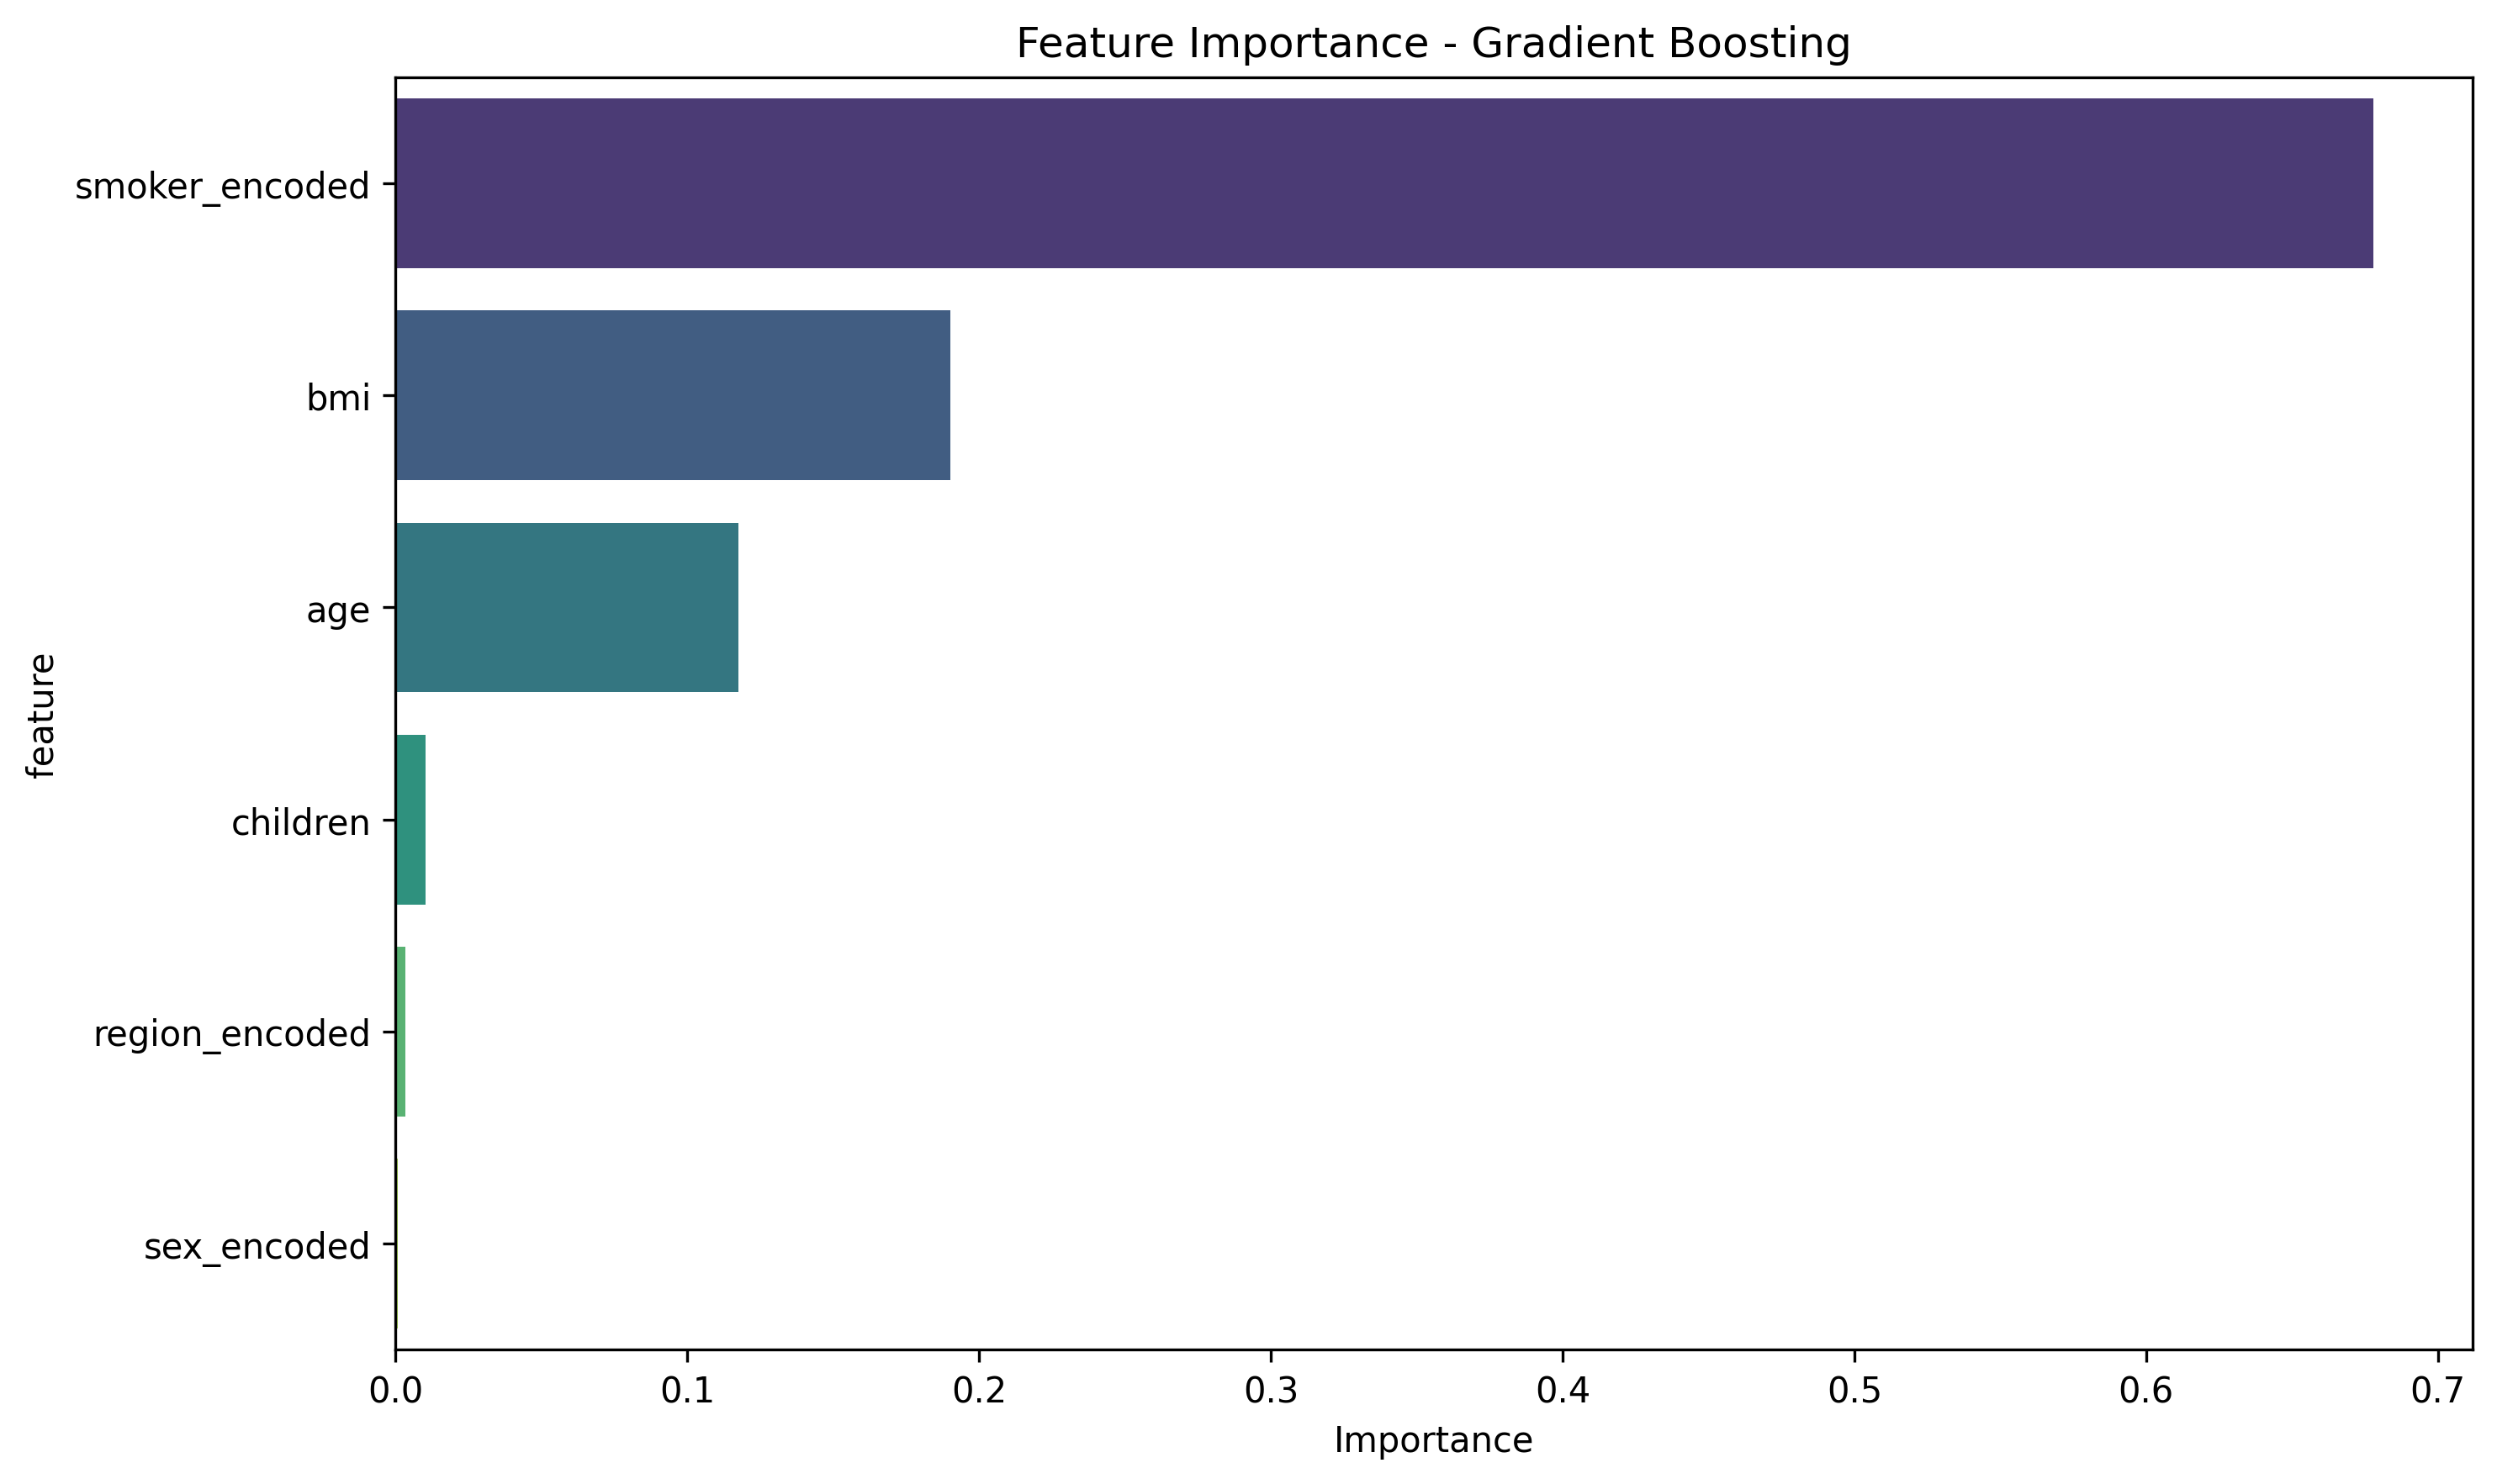 Feature Importance - Gradient Boosting
feature
smoker_encoded
bmi
age
children
region_encoded
sex_encoded
0.0 0.1 0.2 0.3 0.4 0.5 0.6 0.7
Importance